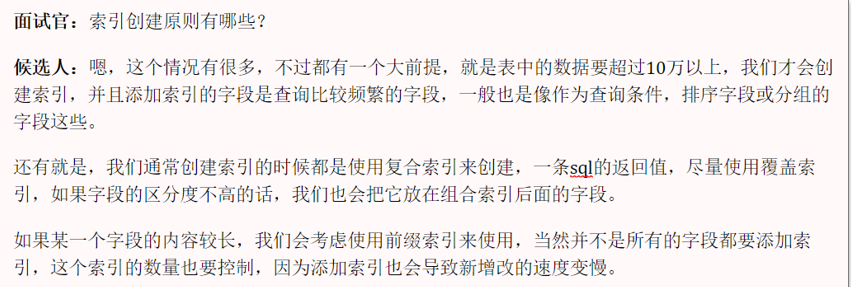 面试官：索引创建原则有哪些？
候选人：嗯，这个情况有很多，不过都有一个大前提，就是表中的数据要超过10万以上，我们才会创
建索引，并且添加索引的字段是查询比较频繁的字段，一般也是像作为查询条件，排序字段或分组的
字段这些。
还有就是，我们通常创建索引的时候都是使用复合索引来创建，一条sql的返回值，尽量使用覆盖索
引，如果字段的区分度不高的话，我们也会把它放在组合索引后面的字段。
如果某一个字段的内容较长，我们会考虑使用前缀索引来使用，当然并不是所有的字段都要添加索
引，这个索引的数量也要控制，因为添加索引也会导致新增改的速度变慢。